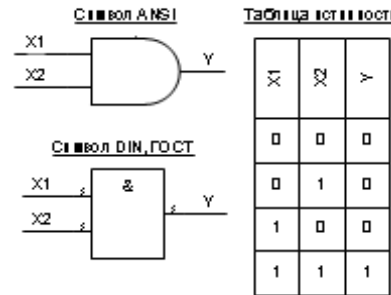 Символ ANSI
X1
X2
Y
Символ DIN, ГОСТ
X1
X2
&
Y
Таблица истинности
X1 X2 Y
0 0 0
0 1 0
1 0 0
1 1 1